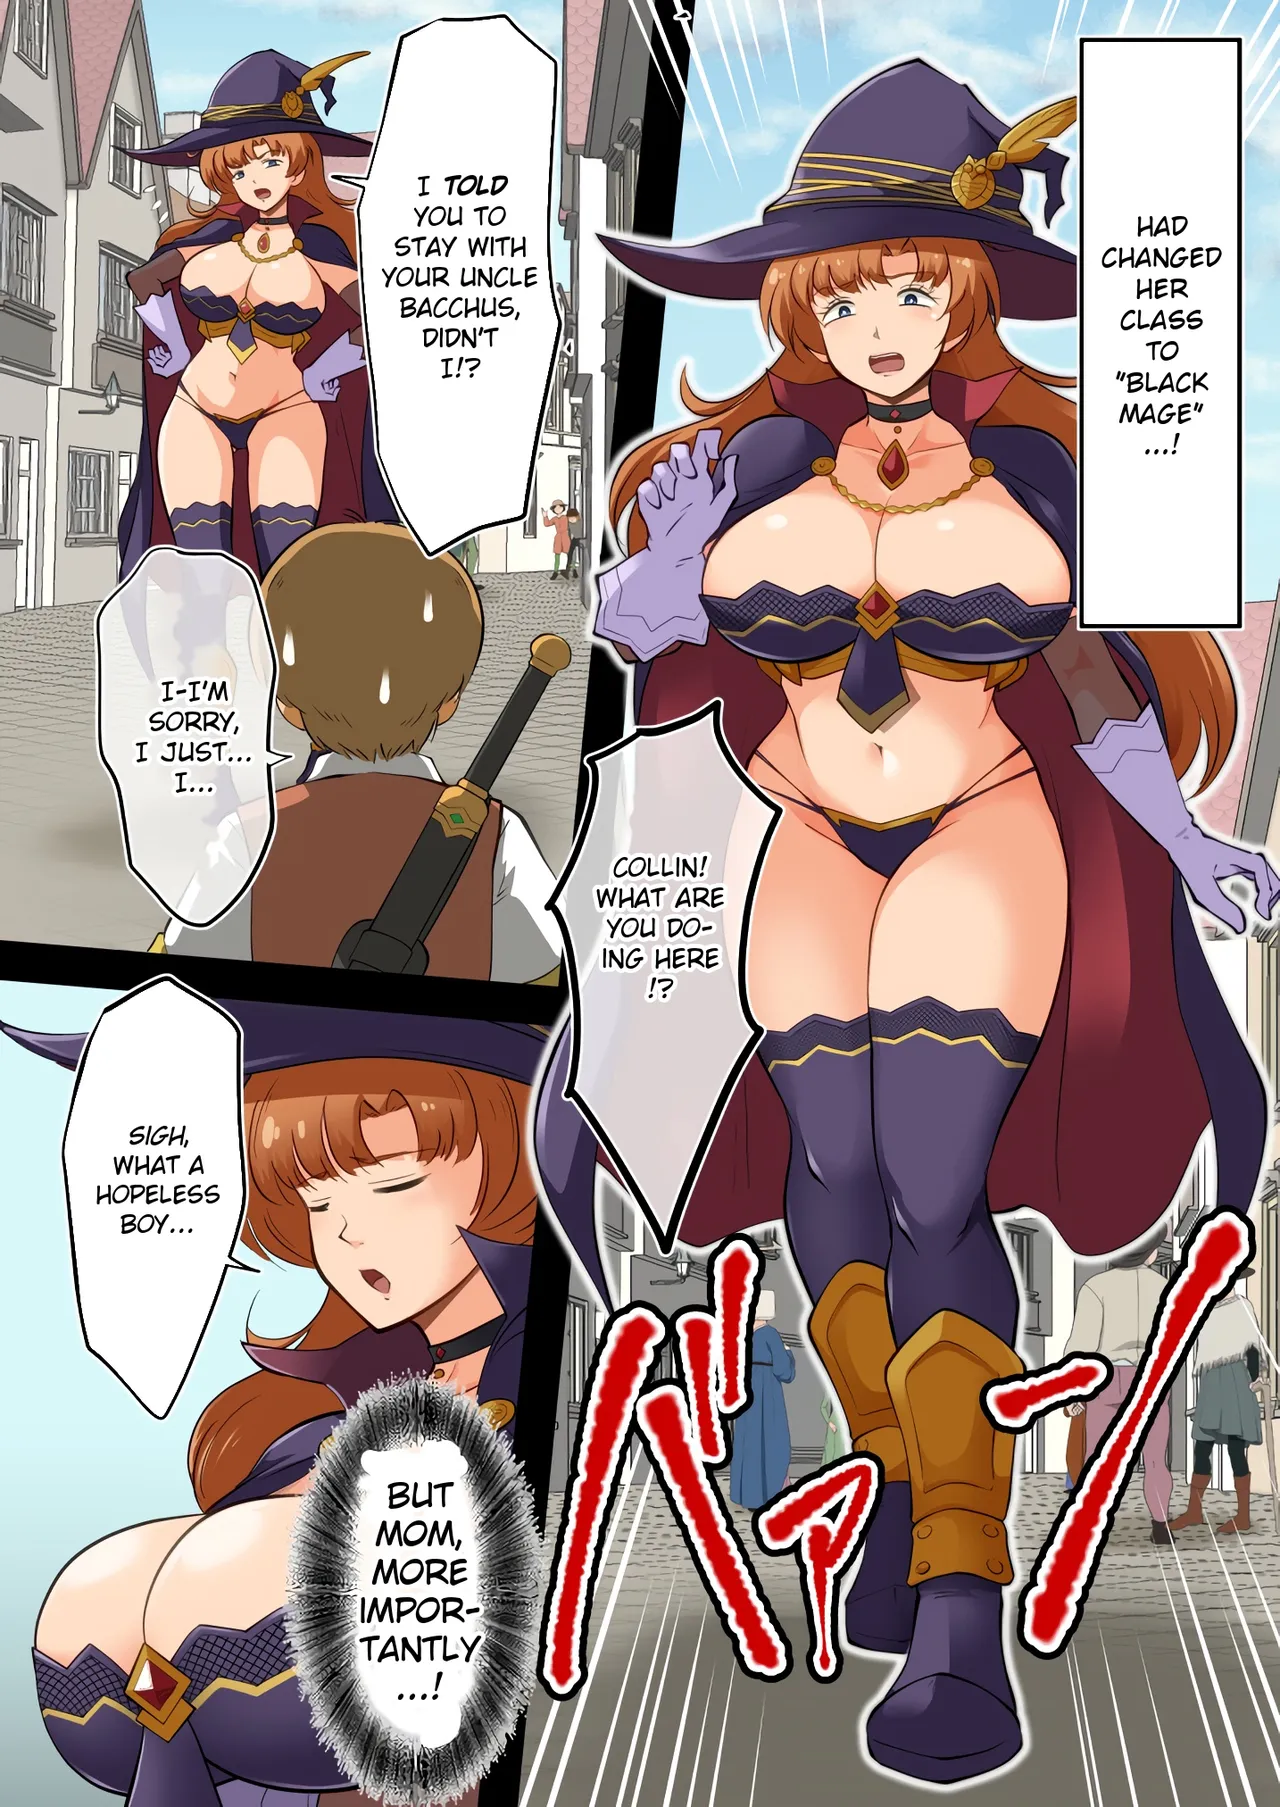 HAD
CHANGED
HER
CLASS
TO
"BLACK
MAGE"
...!
COLLIN!
WHAT ARE
YOU DO-
ING HERE
!?
バァーン
I TOLD
YOU TO
STAY WITH
YOUR UNCLE
BACCHUS,
DIDN'T
I!?
I-I'M
SORRY,
I JUST...
I...
SIGH,
WHAT A
HOPELESS
BOY...
BUT
MOM,
MORE
IMPOR-
TANTLY
...!